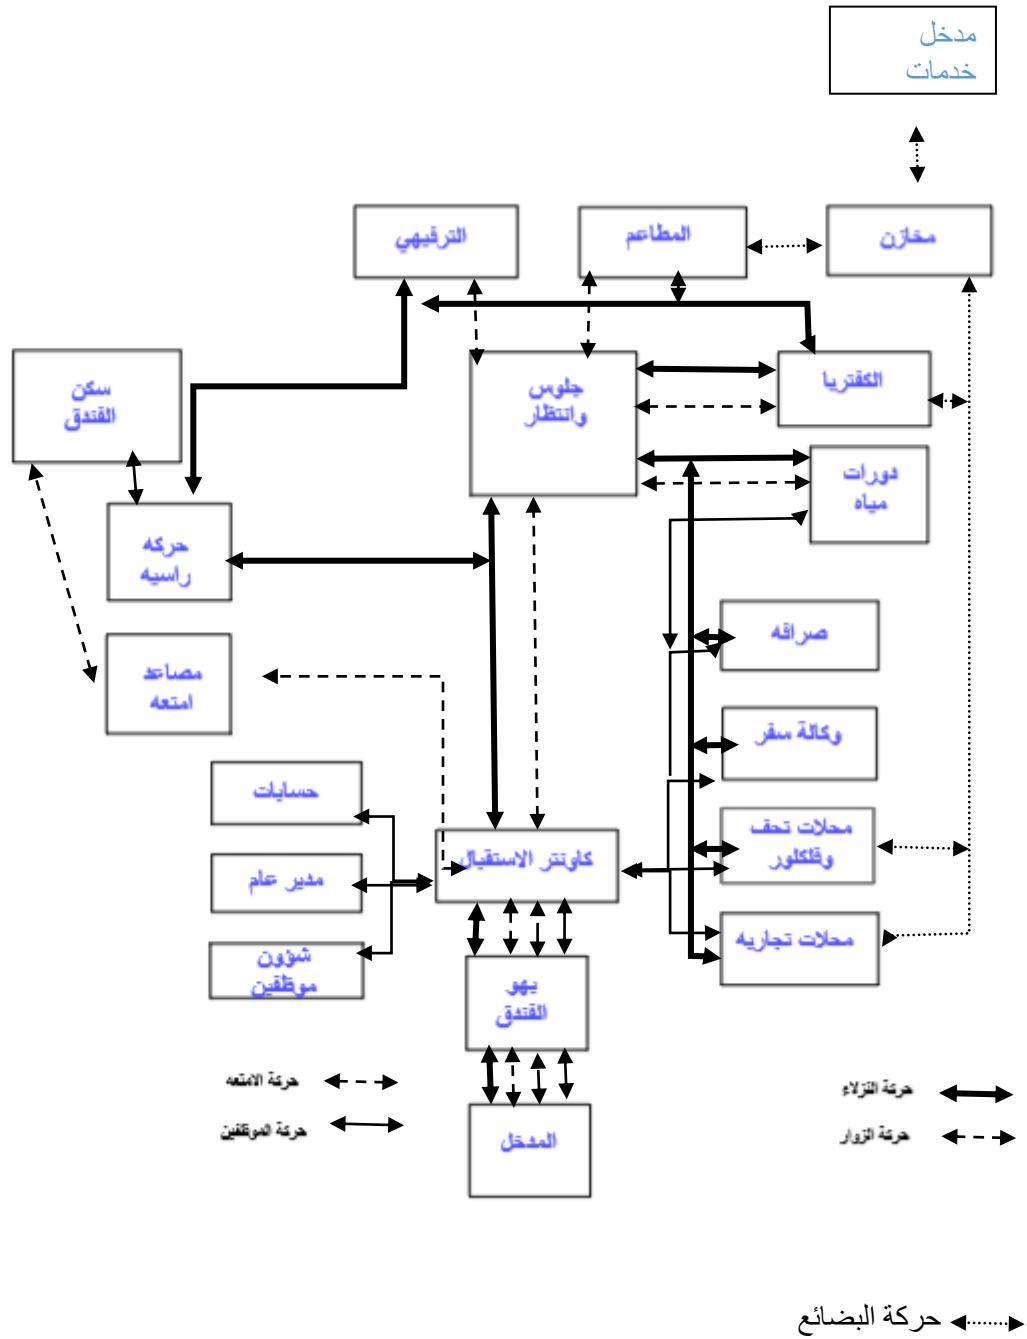 مدخل
خدمات
الترفيهي
المطاعم
مخازن
سكن
الفندق
جلوس
وانتظار
الكفتريا
دورات
مياه
حركه
راسيه
صرافه
مصاعد
امتعه
وكالة سفر
حسابات
محلات تحف
وفلكلور
كاونتر الاستقبال
مدير عام
محلات تجاريه
شؤون
موظفين
بهو
الفندق
حركة الامتعه
حركة النزلاء
حركة الموظفين
حركة الزوار
المدخل
حركة البضائع